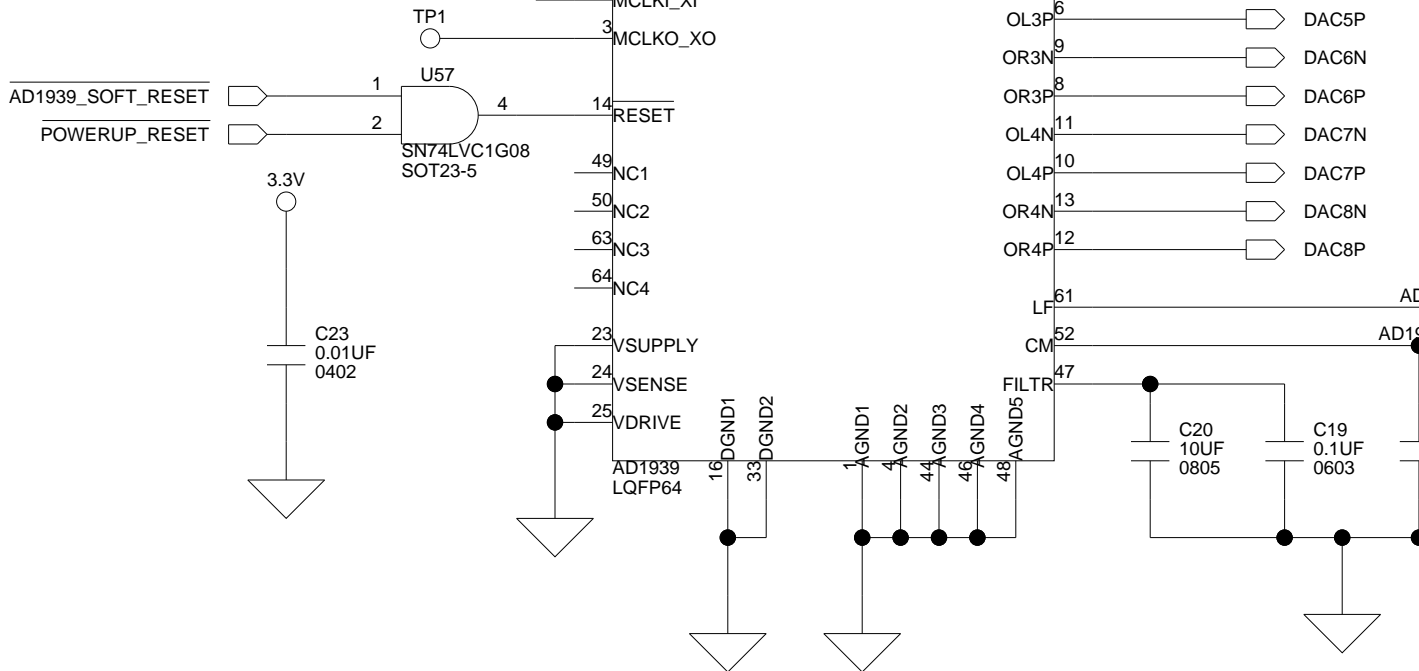 MCLKI_XI
TP1
3
MCLKO_XO
AD1939_SOFT_RESET
1
U57
4
14
RESET
POWERUP_RESET
2
SN74LVC1G08
SOT23-5
3.3V
49
NC1
50
NC2
63
NC3
64
NC4
C23
0.01UF
0402
23
VSUPPLY
24
VSENSE
25
VDRIVE
AD1939
LQFP64
16
DGND1
33
DGND2
1
AGND1
4
AGND2
44
AGND3
46
AGND4
48
AGND5
OL3P
6
DAC5P
OR3N
9
DAC6N
OR3P
8
DAC6P
OL4N
11
DAC7N
OL4P
10
DAC7P
OR4N
13
DAC8N
OR4P
12
DAC8P
LF
61
AD
CM
52
AD19
FILTR
47
C20
10UF
0805
C19
0.1UF
0603